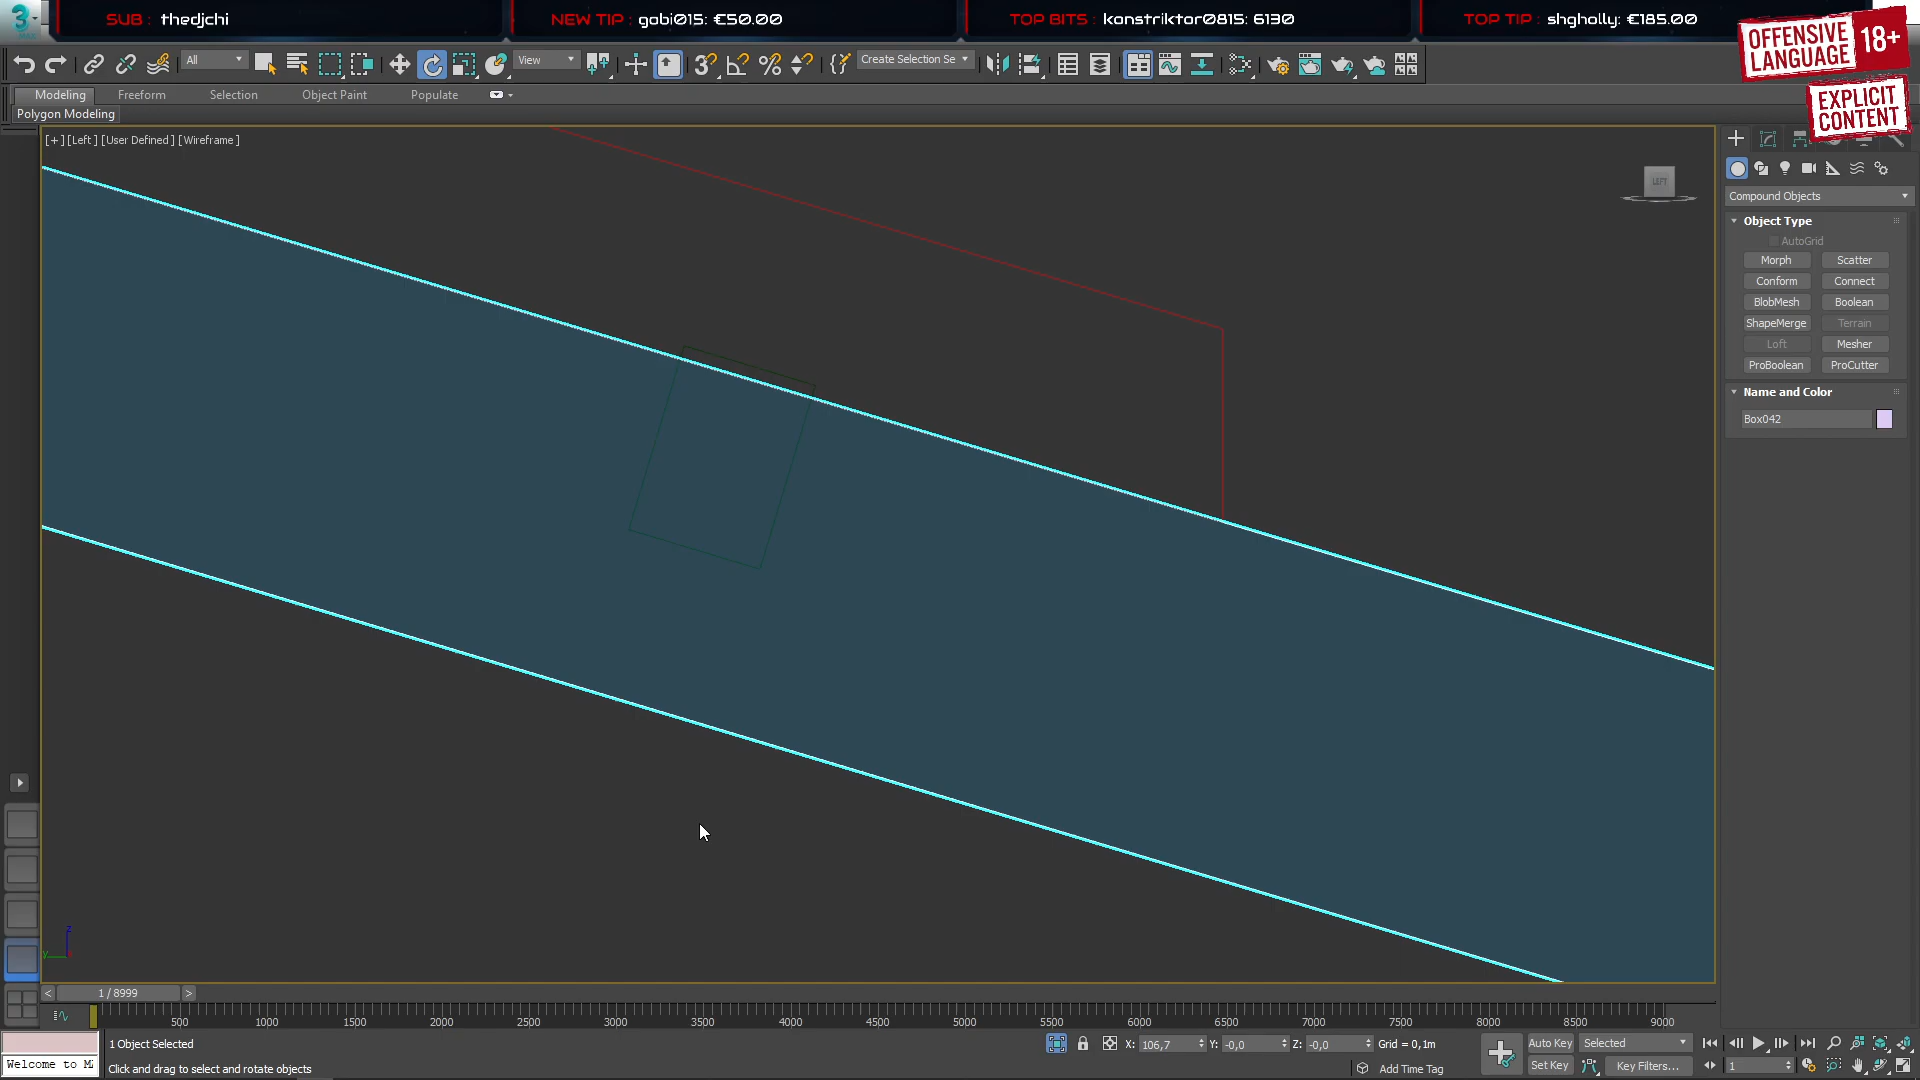 SUB : thedjchi
NEW TIP : gabi015: €50.00
TOP BITS : konstriktor0815: 6130
TOP TIP : shgholly: €185.00
OFFENSIVE LANGUAGE 18+
EXPLICIT CONTENT
All
View
Create Selection Se
Modeling
Freeform
Selection
Object Paint
Populate
Polygon Modeling
[+] [Left] [User Defined] [Wireframe]
LEFT
Compound Objects
Object Type
AutoGrid
Morph
Scatter
Conform
Connect
BlobMesh
Boolean
ShapeMerge
Terrain
Loft
Mesher
ProBoolean
ProCutter
Name and Color
Box042
z
y
< 1 / 8999 >
500 1000 1500 2000 2500 3000 3500 4000 4500 5000 5500 6000 6500 7000 7500 8000 8500 9000
1 Object Selected
X: 106,7 Y: -0,0 Z: -0,0 Grid = 0,1m
Auto Key
Selected
Welcome to M
Click and drag to select and rotate objects
Add Time Tag
Set Key
Key Filters...
1